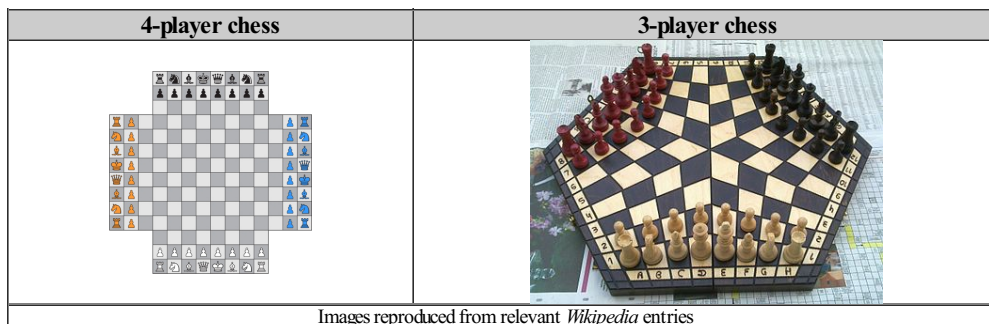 4-player chess
3-player chess
A B C D E F G H
Images reproduced from relevant Wikipedia entries